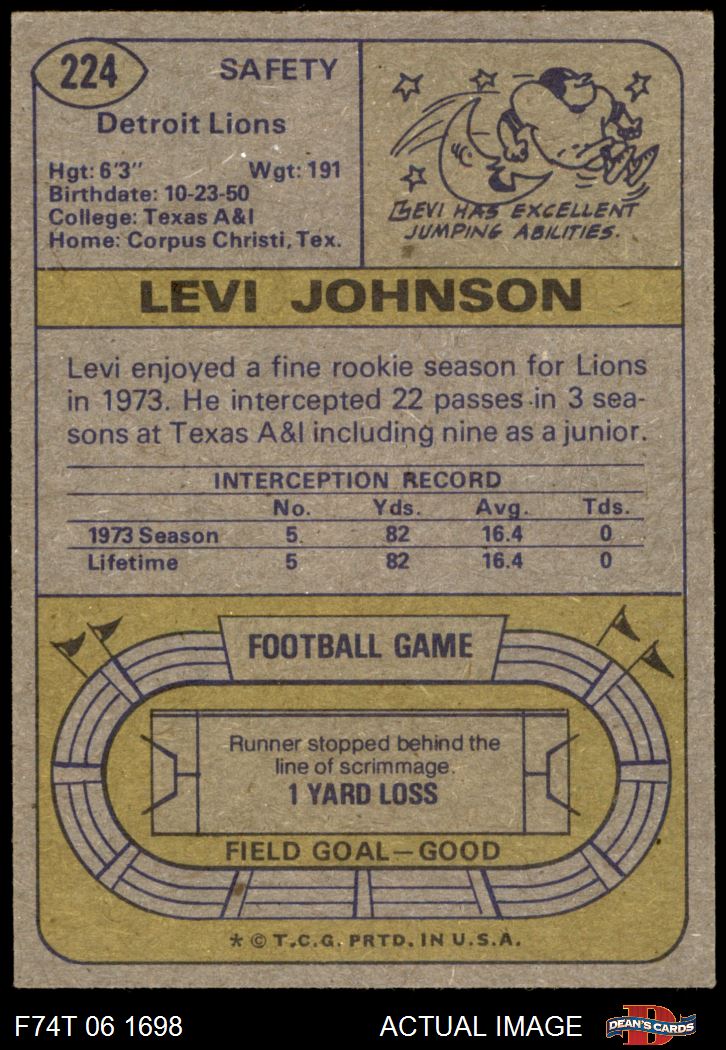 224
SAFETY
Detroit Lions
Hgt: 6'3" Wgt: 191
Birthdate: 10-23-50
College: Texas A&I
Home: Corpus Christi, Tex.
LEVI HAS EXCELLENT
JUMPING ABILITIES.
LEVI JOHNSON
Levi enjoyed a fine rookie season for Lions
in 1973. He intercepted 22 passes in 3 sea-
sons at Texas A&I including nine as a junior.
INTERCEPTION RECORD
No. Yds. Avg. Tds.
1973 Season 5 82 16.4 0
Lifetime 5 82 16.4 0
FOOTBALL GAME
Runner stopped behind the
line of scrimmage.
1 YARD LOSS
FIELD GOAL—GOOD
* © T.C.G. PRTD. IN U.S.A.
F74T 06 1698 ACTUAL IMAGE D DEAN'S CARDS